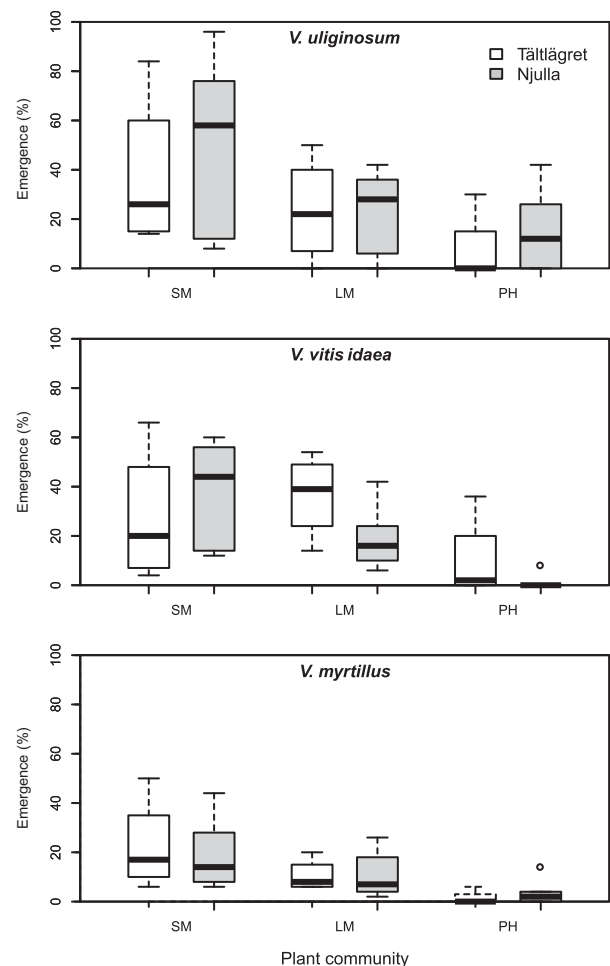 V. uliginosum
Tältlägret
Njulla
Emergence (%)
100
80
60
40
20
0
SM LM PH
V. vitis idaea
Emergence (%)
100
80
60
40
20
0
SM LM PH
V. myrtillus
Emergence (%)
100
80
60
40
20
0
SM LM PH
Plant community